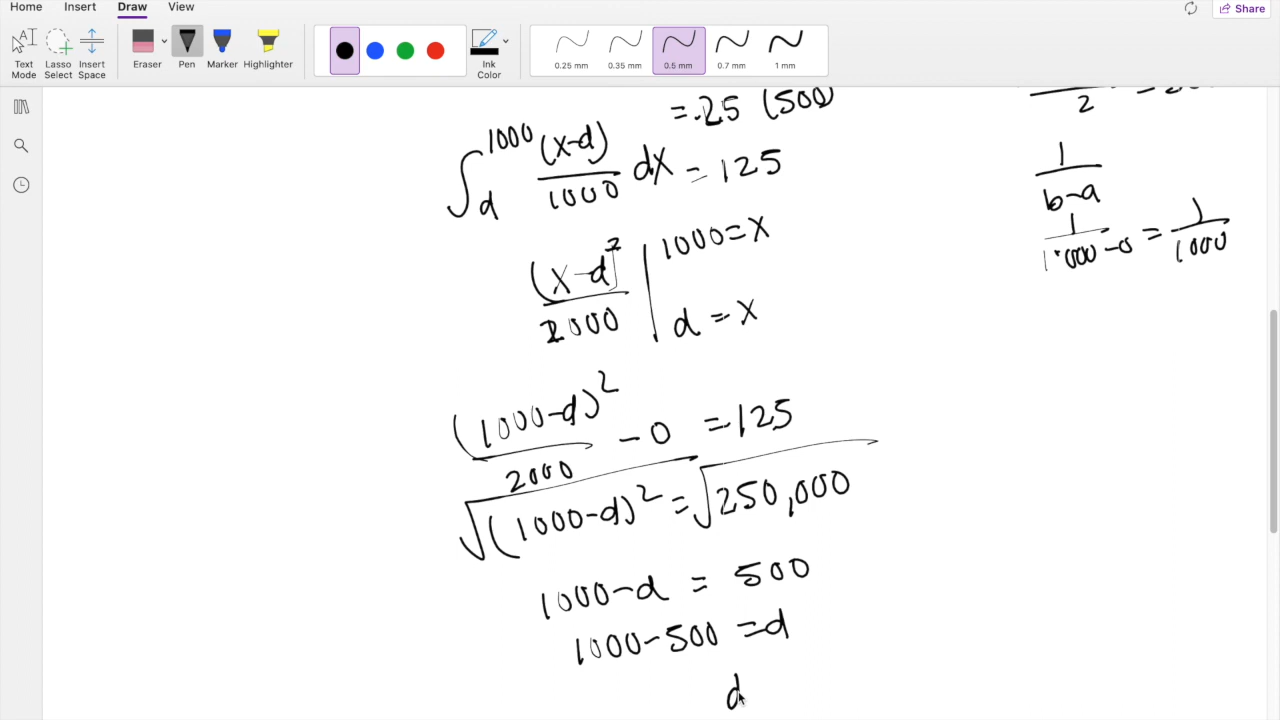 Home Insert Draw View Share
Text Mode Lasso Select Insert Space Eraser Pen Marker Highlighter Ink Color 0.25 mm 0.35 mm 0.5 mm 0.7 mm 1 mm
= .25 (500)
∫_d^1000 (x-d)/1000 dx = 125
(x-d)^2/2000 | 1000=x
d = x
(1000-d)^2/2000 - 0 = 125
√(1000-d)^2 = √250,000
1000-d = 500
1000-500 = d
d
2
1/b-a
1/1000-0 = 1/1000